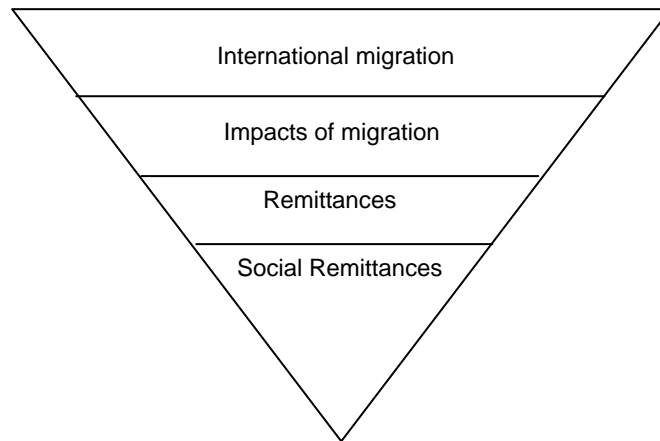 International migration
Impacts of migration
Remittances
Social Remittances